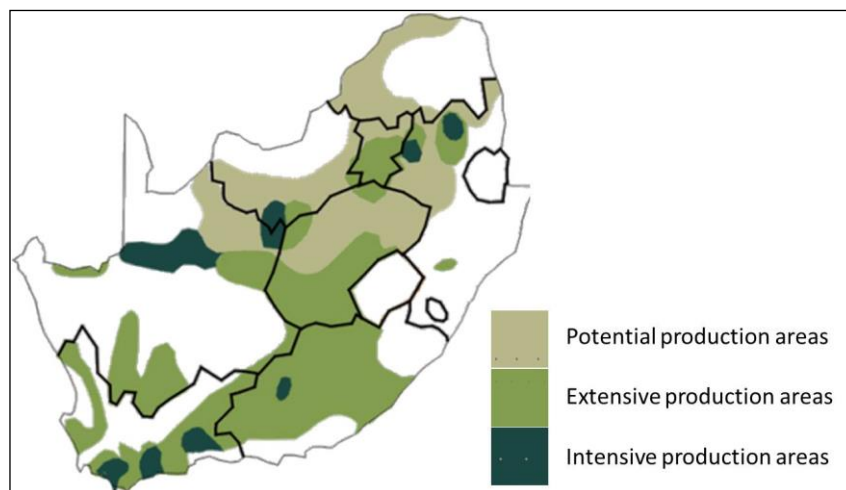 Potential production areas
Extensive production areas
Intensive production areas